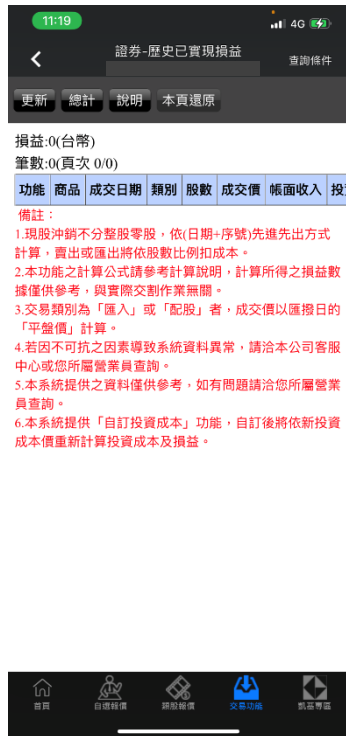 11:19
4G
證券-歷史已實現損益
查詢條件
更新 總計 說明 本頁還原
損益:0(台幣)
筆數:0(頁次 0/0)
功能 商品 成交日期 類別 股數 成交價 帳面收入 投
備註：
1.現股沖銷不分整股零股，依(日期+序號)先進先出方式
計算，賣出或匯出將依股數比例扣成本。
2.本功能之計算公式請參考計算說明，計算所得之損益數
據僅供參考，與實際交割作業無關。
3.交易類別為「匯入」或「配股」者，成交價以匯撥日的
「平盤價」計算。
4.若因不可抗之因素導致系統資料異常，請洽本公司客服
中心或您所屬營業員查詢。
5.本系統提供之資料僅供參考，如有問題請洽您所屬營業
員查詢。
6.本系統提供「自訂投資成本」功能，自訂後將依新投資
成本價重新計算投資成本及損益。
首頁 自選報價 類股報價 交易功能 凱基專區